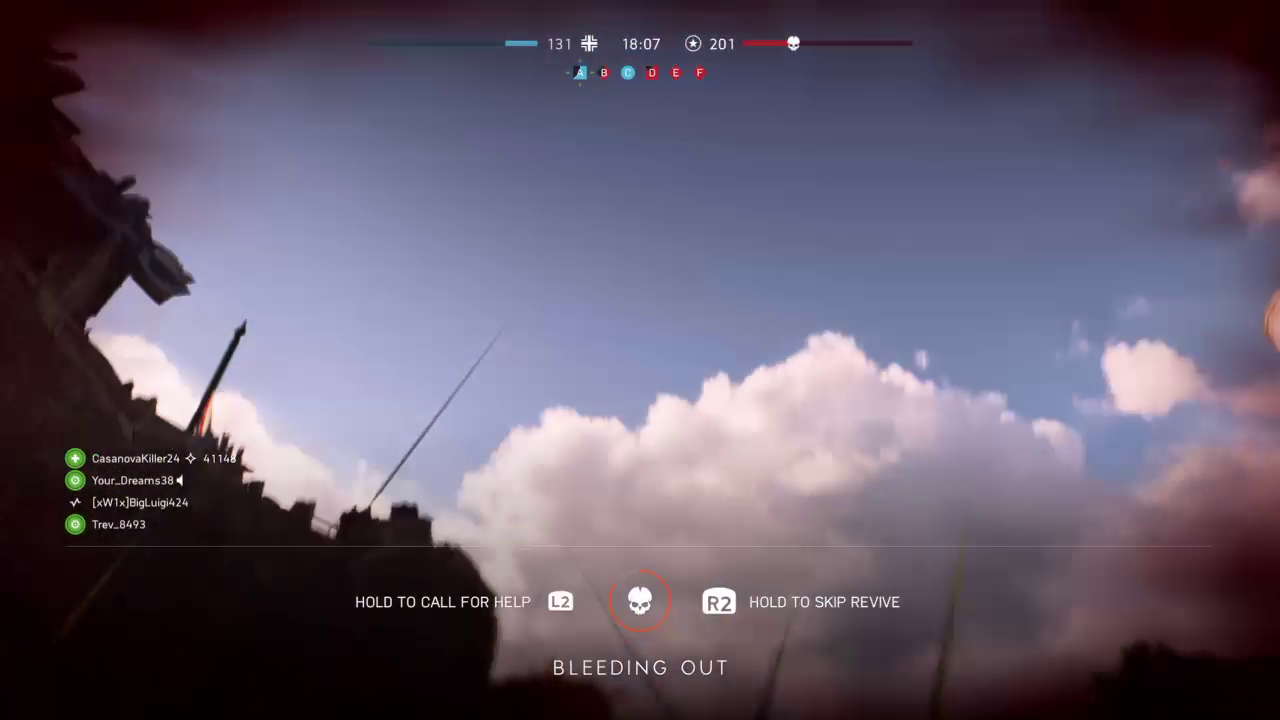 131 18:07 201
A B C D E F
CasanovaKiller24 41148
Your_Dreams38
[xW1x]BigLuigi424
Trev_8493
HOLD TO CALL FOR HELP L2 R2 HOLD TO SKIP REVIVE
BLEEDING OUT